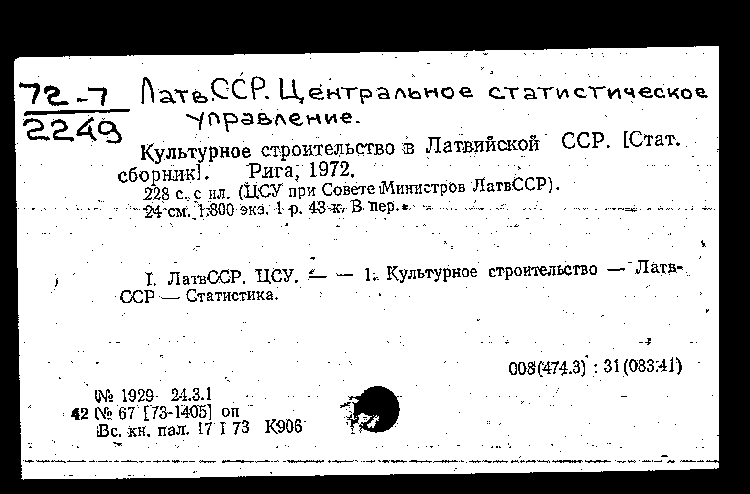 72-7
2249
ЛатвССР. Центральное статистическое
управление.
Культурное строительство в Латвийской ССР. [Стат.
сборник]. Рига, 1972.
228 с. с ил. (ЦСУ при Совете Министров ЛатвССР).
24 см. 1.800 экз. 1 р. 43 к. В пер.
I. ЛатвССР. ЦСУ. — — 1. Культурное строительство — Латв-
ССР — Статистика.
008(474.3) : 31(083.41)
№ 1929 24.3.1
42 № 67 [73-1405] оп
Вс. кн. пал. 17 I 73 К906